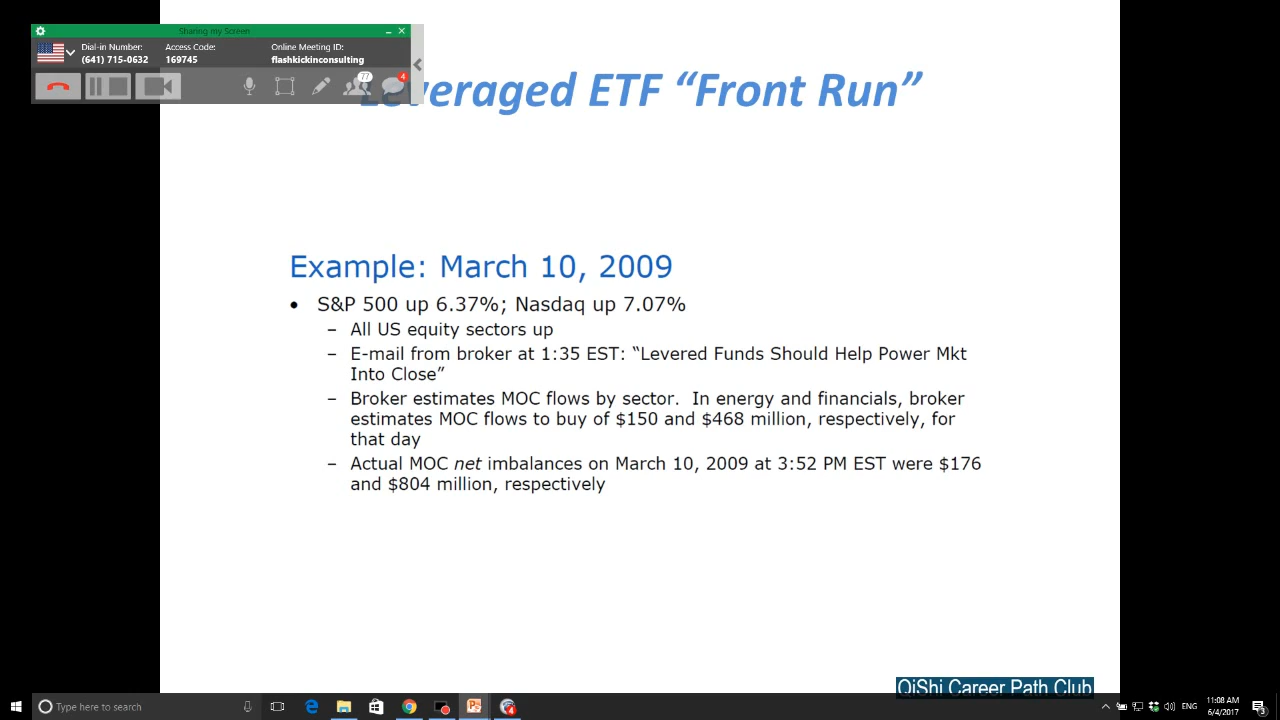 Sharing my Screen
Dial-in Number:
Access Code:
Online Meeting ID:
(641) 715-0632
169745
flashkickinconsulting
77
4
Leveraged ETF “Front Run”
Example: March 10, 2009
• S&P 500 up 6.37%; Nasdaq up 7.07%
– All US equity sectors up
– E-mail from broker at 1:35 EST: “Levered Funds Should Help Power Mkt
Into Close”
– Broker estimates MOC flows by sector. In energy and financials, broker
estimates MOC flows to buy of $150 and $468 million, respectively, for
that day
– Actual MOC net imbalances on March 10, 2009 at 3:52 PM EST were $176
and $804 million, respectively
QiShi Career Path Club
Type here to search
ENG
11:08 AM
6/4/2017
3